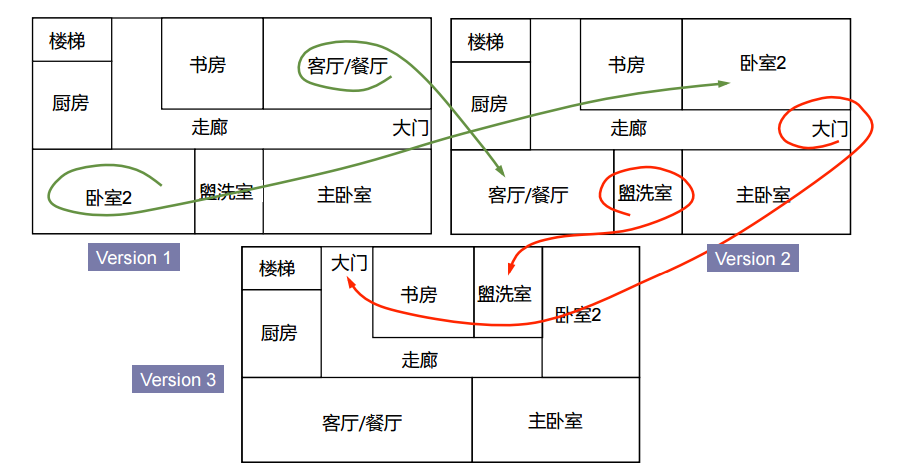 楼梯
书房
客厅/餐厅
厨房
走廊
大门
卧室2
盥洗室
主卧室
Version 1
楼梯
书房
卧室2
厨房
走廊
大门
客厅/餐厅
盥洗室
主卧室
Version 2
楼梯
大门
书房
盥洗室
卧室2
厨房
走廊
客厅/餐厅
主卧室
Version 3